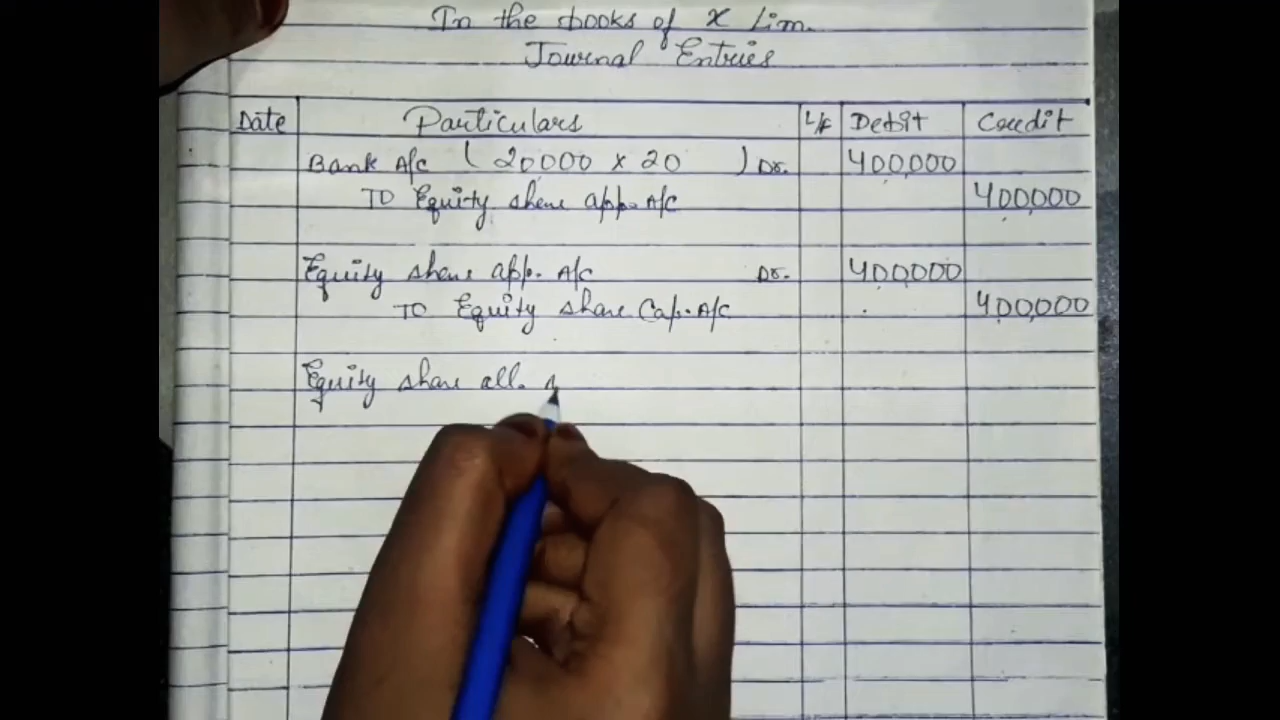 In the books of X Lim.
Journal Entries
Date Particulars L/F Debit Credit
Bank A/c ( 20000 x 20 ) Dr. 400,000
To Equity share app. A/c 400,000
Equity share app. A/c Dr. 400,000
To Equity share Cap. A/c 400,000
Equity share all.